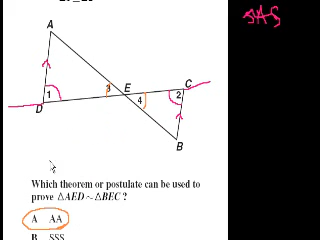 SAS
A
3
E
C
1
4
2
D
B
Which theorem or postulate can be used to
prove △AED ~ △BEC ?
A AA
B SSS